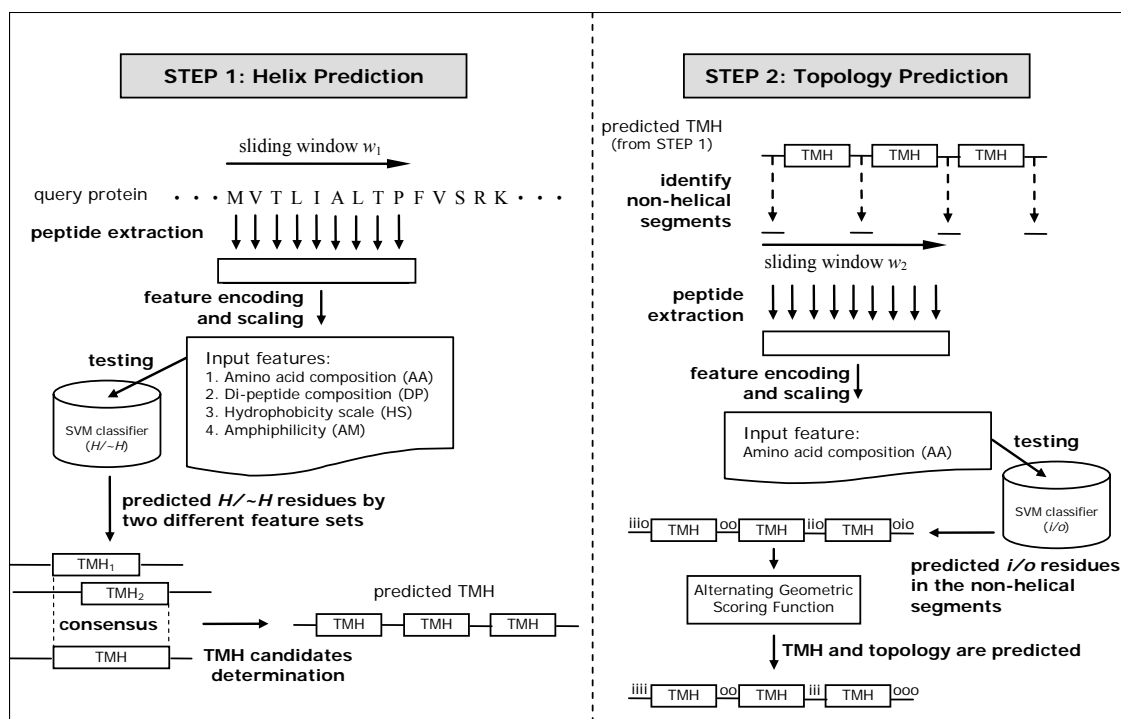 STEP 1: Helix Prediction
sliding window w1
query protein
· · · M V T L I A L T P F V S R K · · ·
peptide extraction
feature encoding
and scaling
testing
Input features:
1. Amino acid composition (AA)
2. Di-peptide composition (DP)
3. Hydrophobicity scale (HS)
4. Amphiphilicity (AM)
SVM classifier
(H/~H)
predicted H/~H residues by
two different feature sets
TMH1
TMH2
consensus
TMH
TMH candidates
determination
predicted TMH
TMH TMH TMH
STEP 2: Topology Prediction
predicted TMH
(from STEP 1)
TMH TMH TMH
identify
non-helical
segments
sliding window w2
peptide
extraction
feature encoding
and scaling
Input feature:
Amino acid composition (AA)
testing
SVM classifier
(i/o)
iiio TMH oo TMH iio TMH oio
predicted i/o residues
in the non-helical
segments
Alternating Geometric
Scoring Function
TMH and topology are predicted
iiii TMH oo TMH iii TMH ooo